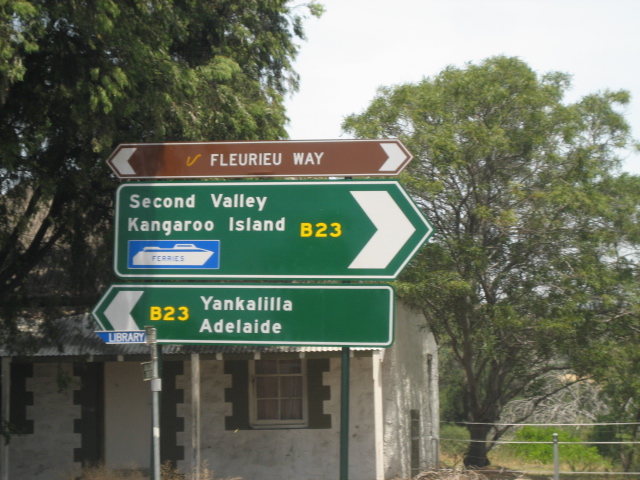 FLEURIEU WAY
Second Valley
Kangaroo Island B23
FERRIES
B23 Yankalilla
Adelaide
LIBRARY